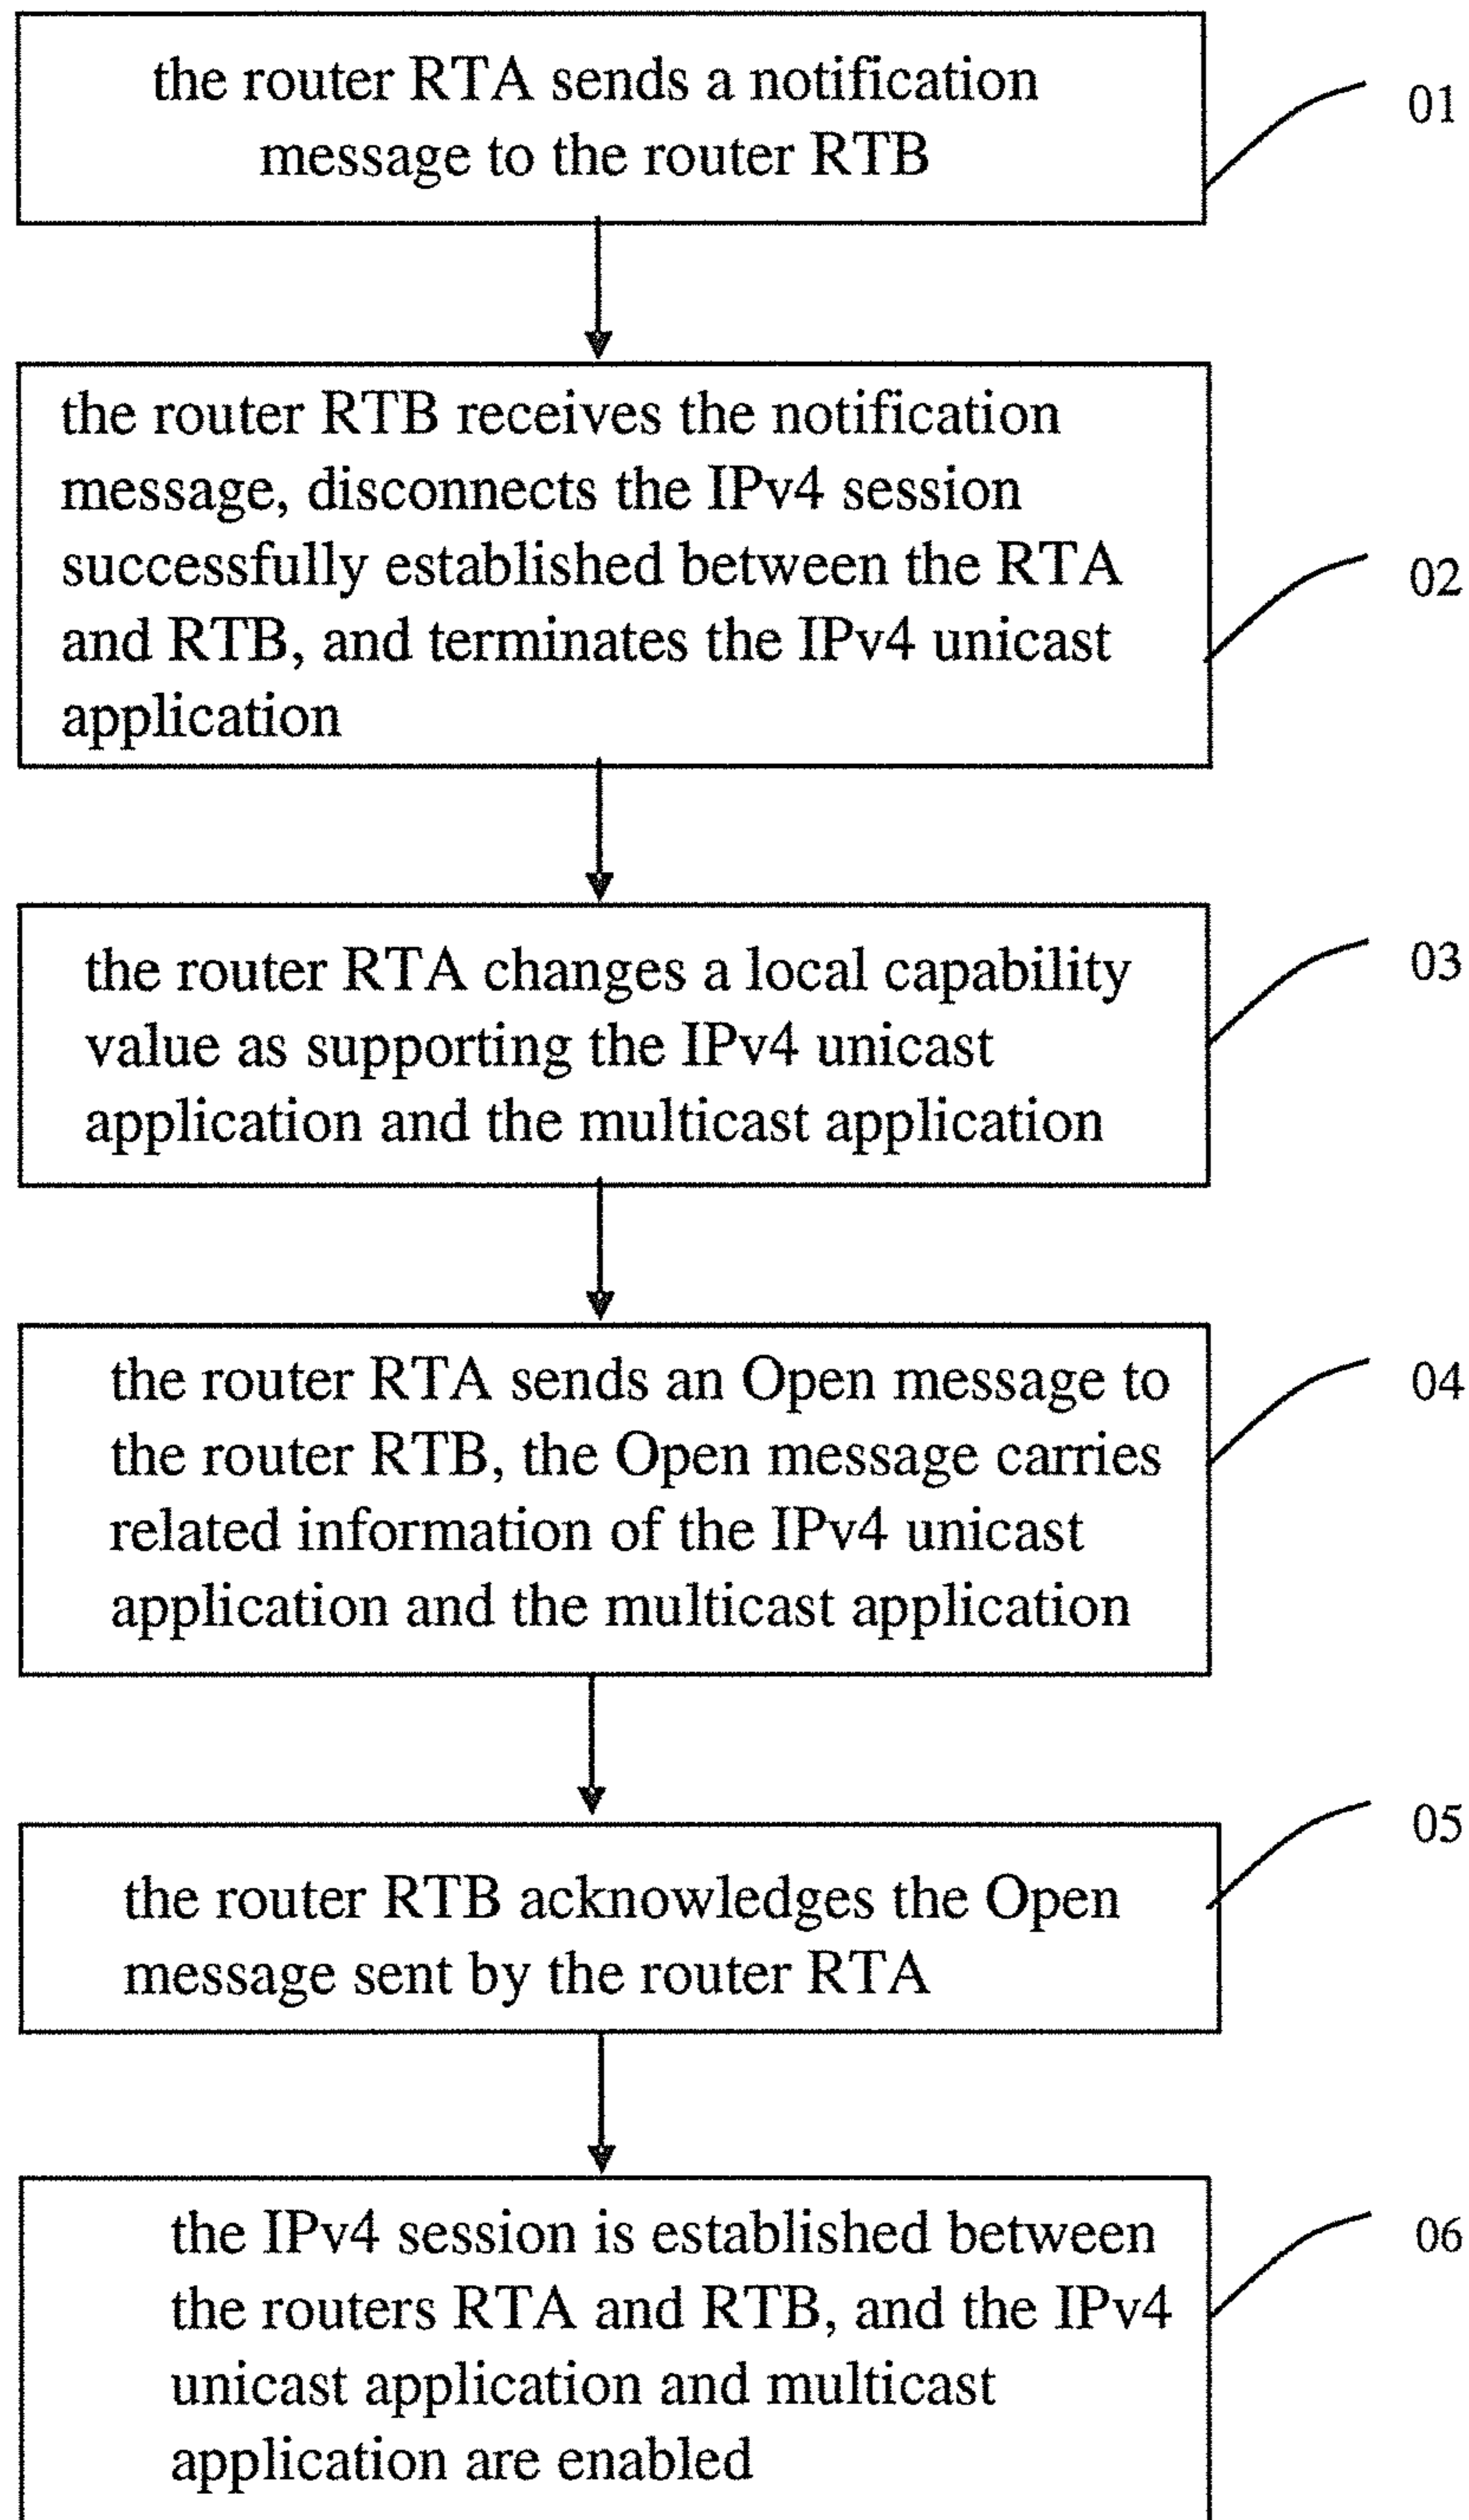 the router RTA sends a notification
message to the router RTB
01
the router RTB receives the notification
message, disconnects the IPv4 session
successfully established between the RTA
and RTB, and terminates the IPv4 unicast
application
02
the router RTA changes a local capability
value as supporting the IPv4 unicast
application and the multicast application
03
the router RTA sends an Open message to
the router RTB, the Open message carries
related information of the IPv4 unicast
application and the multicast application
04
the router RTB acknowledges the Open
message sent by the router RTA
05
the IPv4 session is established between
the routers RTA and RTB, and the IPv4
unicast application and multicast
application are enabled
06